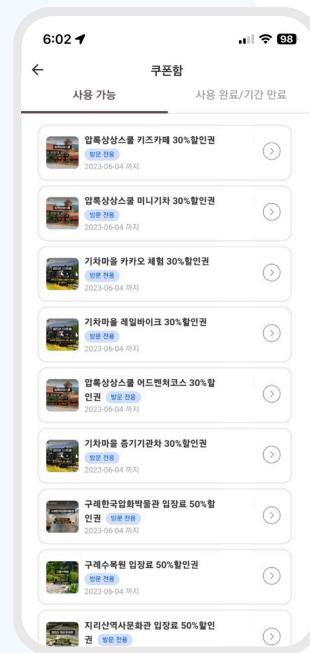 6:02
98
쿠폰함
사용 가능
사용 완료/기간 만료
압록상상스쿨 키즈카페 30%할인권
방문 전용
2023-06-04 까지
압록상상스쿨 미니기차 30%할인권
방문 전용
2023-06-04 까지
기차마을 카카오 체험 30%할인권
방문 전용
2023-06-04 까지
기차마을 레일바이크 30%할인권
방문 전용
2023-06-04 까지
압록상상스쿨 어드벤처코스 30%할
인권 방문 전용
2023-06-04 까지
기차마을 증기기관차 30%할인권
방문 전용
2023-06-04 까지
구례한국압화박물관 입장료 50%할
인권 방문 전용
2023-06-04 까지
구례수목원 입장료 50%할인권
방문 전용
2023-06-04 까지
지리산역사문화관 입장료 50%할인
권 방문 전용